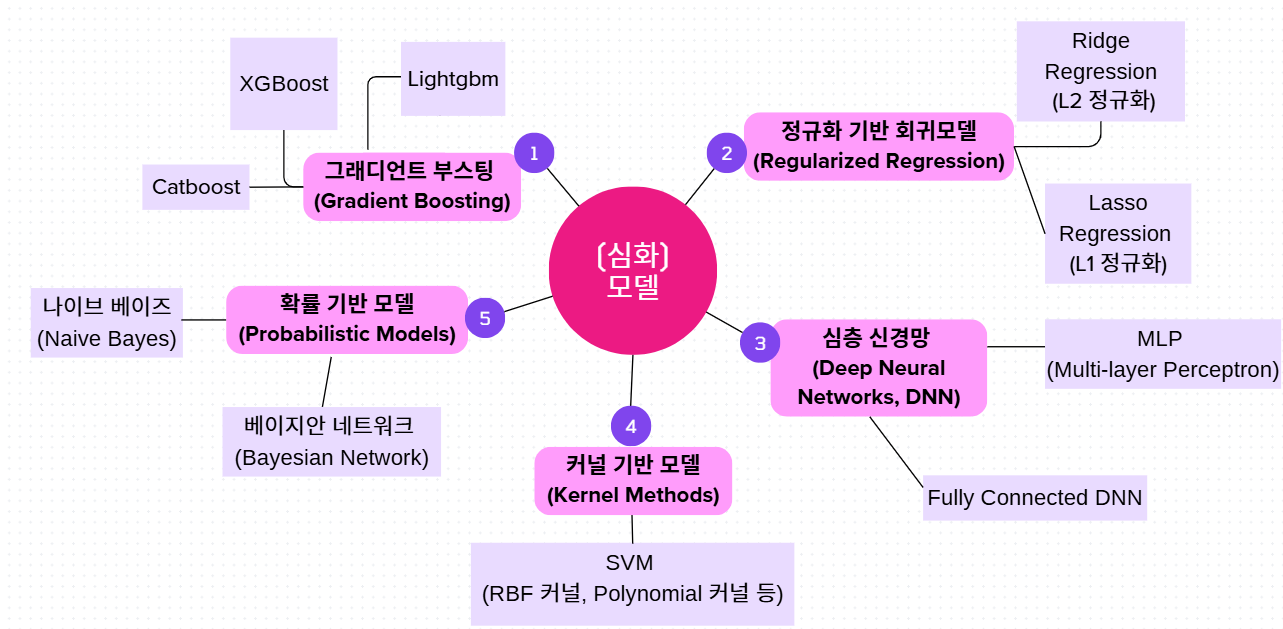 〔심화〕
모델
1
그래디언트 부스팅
(Gradient Boosting)
XGBoost
Lightgbm
Catboost
2
정규화 기반 회귀모델
(Regularized Regression)
Ridge
Regression
(L2 정규화)
Lasso
Regression
(L1 정규화)
3
심층 신경망
(Deep Neural
Networks, DNN)
MLP
(Multi-layer Perceptron)
Fully Connected DNN
4
커널 기반 모델
(Kernel Methods)
SVM
(RBF 커널, Polynomial 커널 등)
5
확률 기반 모델
(Probabilistic Models)
나이브 베이즈
(Naive Bayes)
베이지안 네트워크
(Bayesian Network)